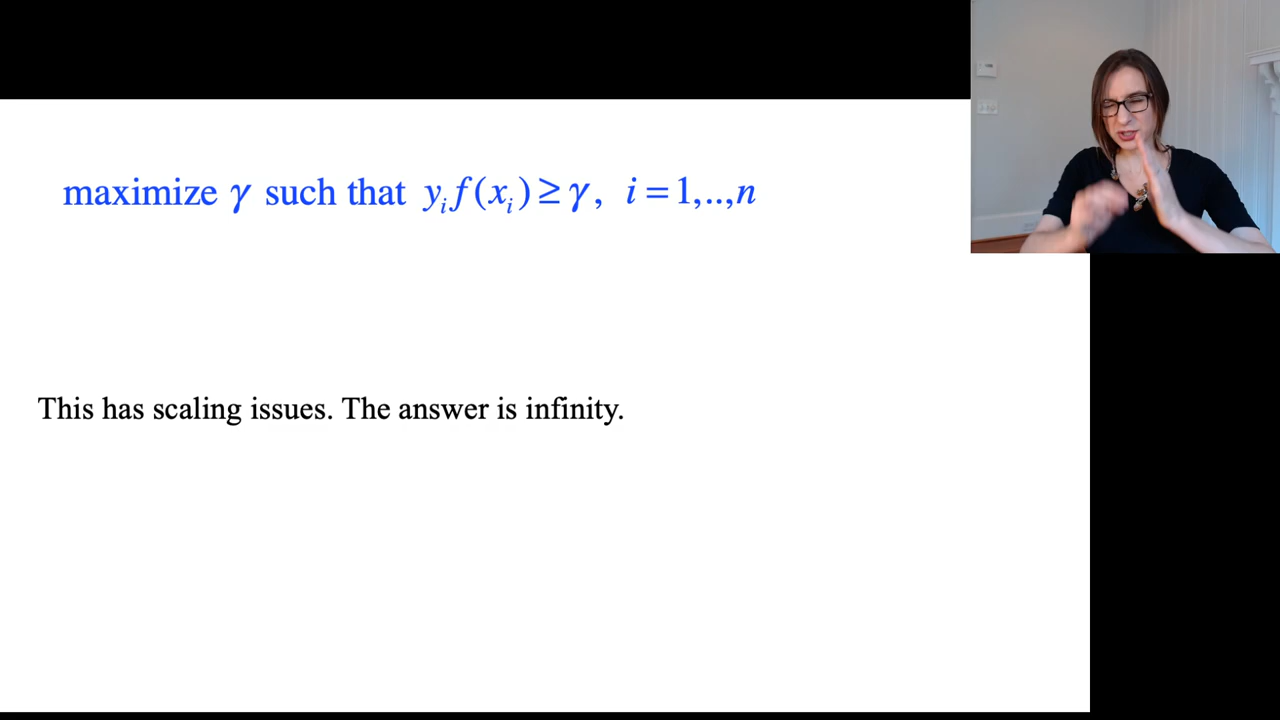 maximize γ such that yᵢf(xᵢ) ≥ γ, i = 1,..,n
This has scaling issues. The answer is infinity.